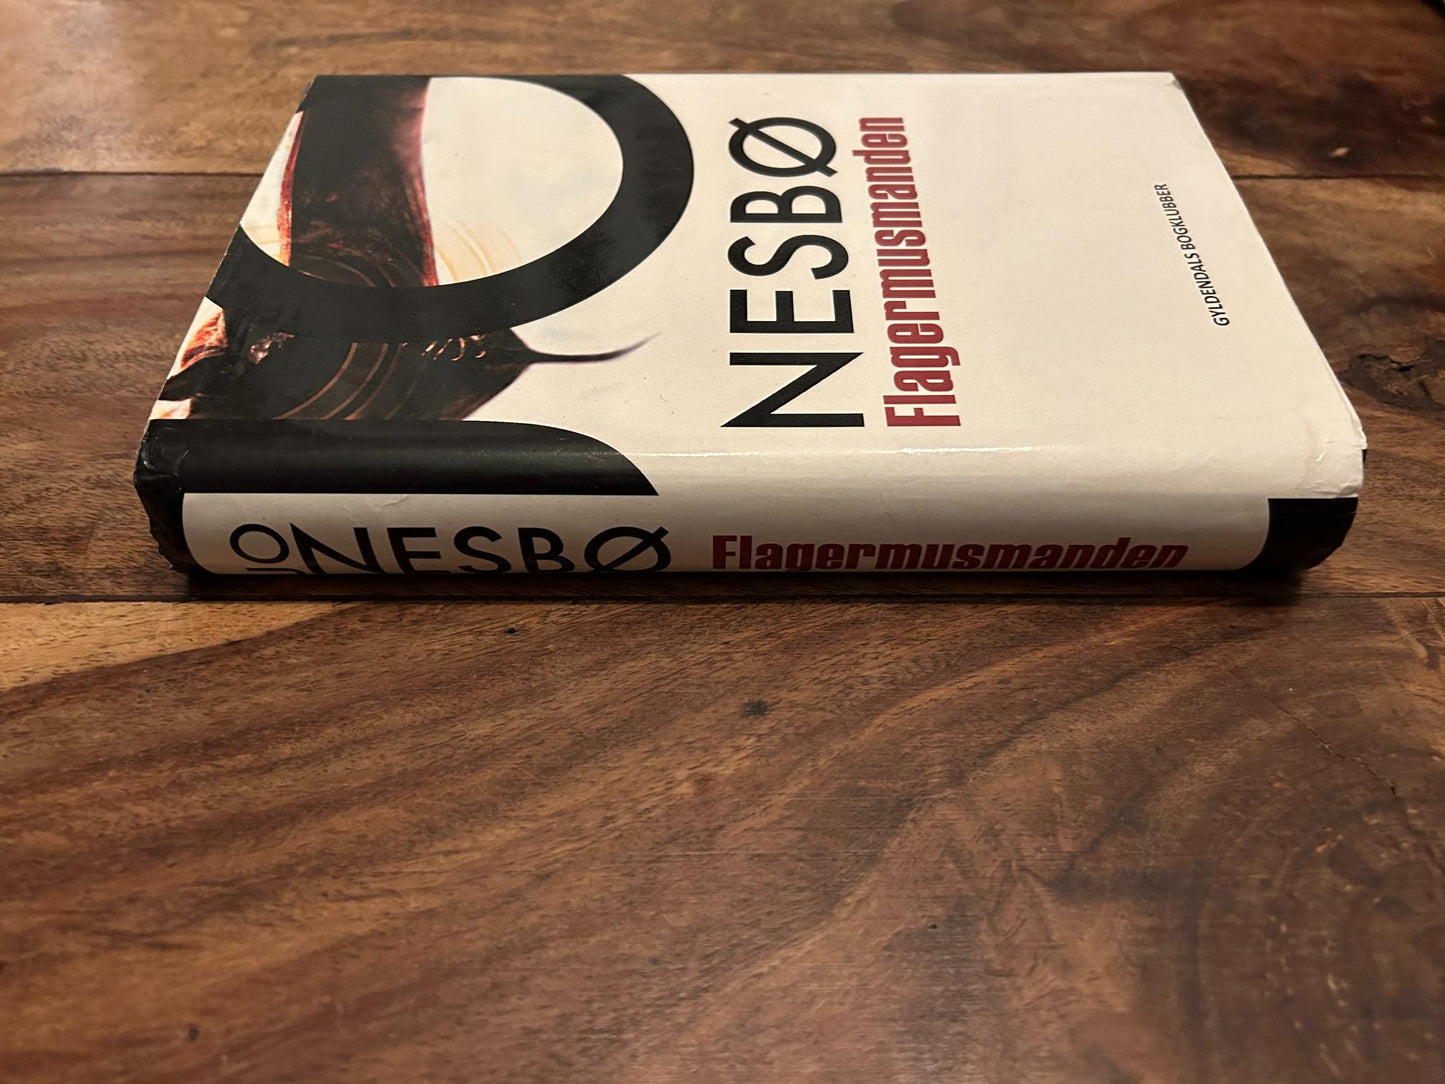 NESBØ
Flagermusmanden
GYLDENDALS BOGKLUBBER
JO NESBØ Flagermusmanden